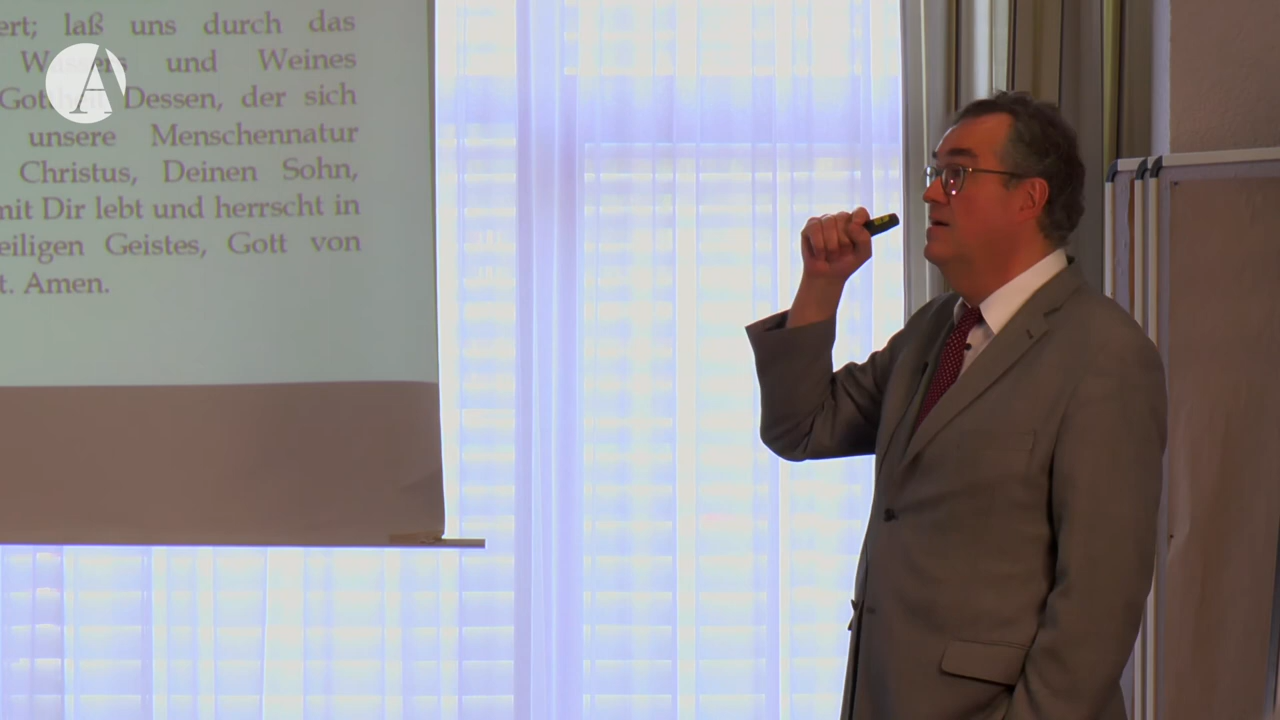 ert; laß uns durch das
Wassers und Weines
Gottheit Dessen, der sich
unsere Menschennatur
Christus, Deinen Sohn,
mit Dir lebt und herrscht in
eiligen Geistes, Gott von
t. Amen.
A